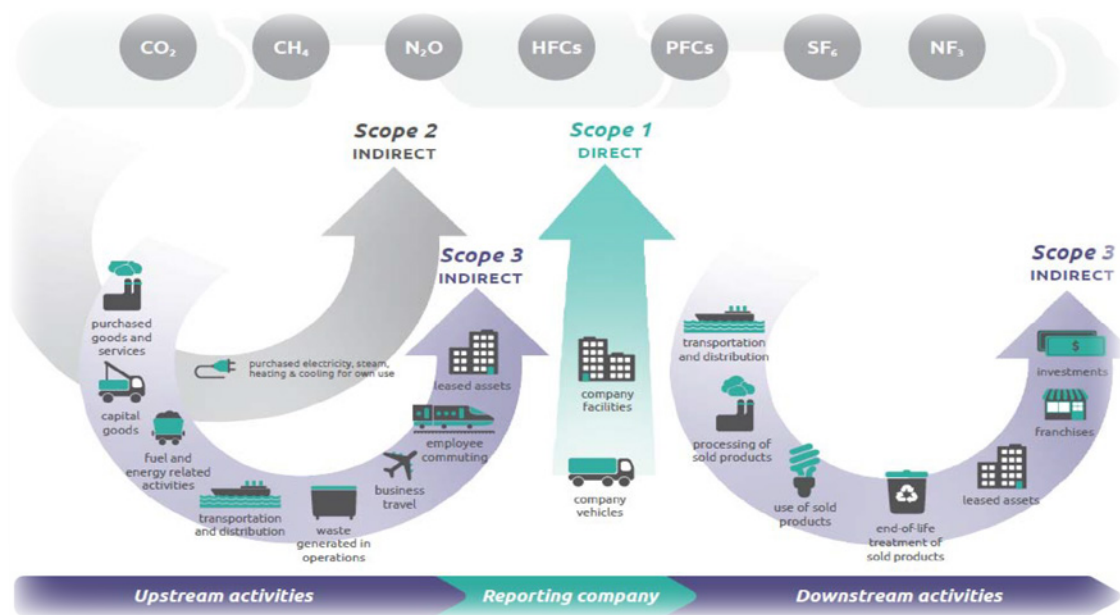 CO₂
CH₄
N₂O
HFCs
PFCs
SF₆
NF₃
Scope 2
INDIRECT
Scope 1
DIRECT
Scope 3
INDIRECT
Scope 3
INDIRECT
purchased
goods and
services
capital
goods
fuel and
energy related
activities
transportation
and distribution
waste
generated in
operations
business
travel
employee
commuting
leased assets
purchased electricity, steam,
heating & cooling for own use
company
facilities
company
vehicles
transportation
and distribution
processing of
sold products
use of sold
products
end-of-life
treatment of
sold products
leased assets
franchises
$
investments
Upstream activities
Reporting company
Downstream activities